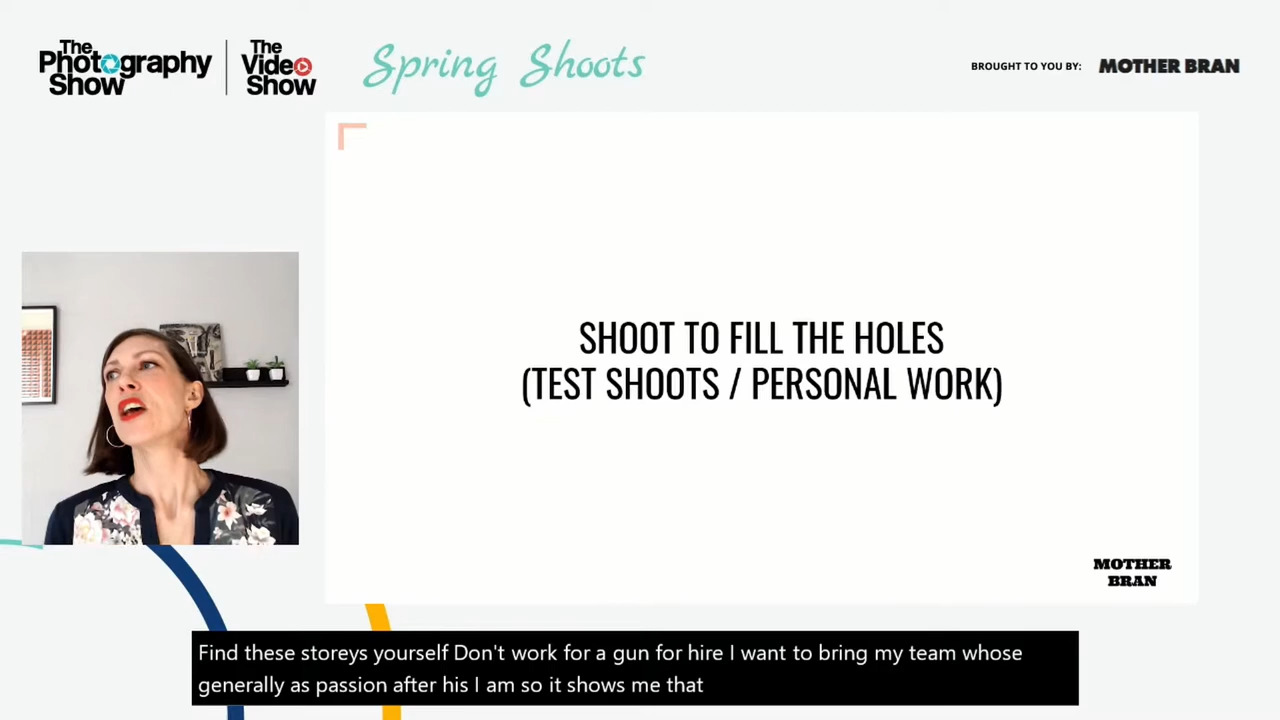 The Photography Show
The Video Show
Spring Shoots
BROUGHT TO YOU BY:
MOTHER BRAN
SHOOT TO FILL THE HOLES
(TEST SHOOTS / PERSONAL WORK)
MOTHER
BRAN
Find these storeys yourself Don't work for a gun for hire I want to bring my team whose
generally as passion after his I am so it shows me that